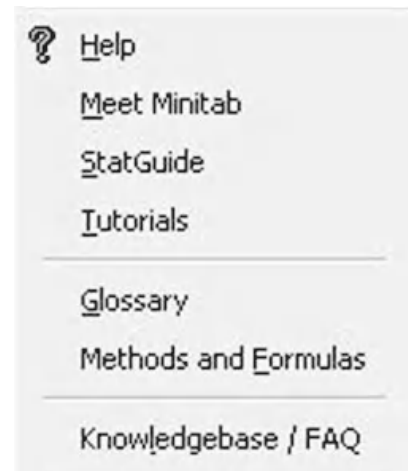 Help
Meet Minitab
StatGuide
Tutorials
Glossary
Methods and Formulas
Knowledgebase / FAQ